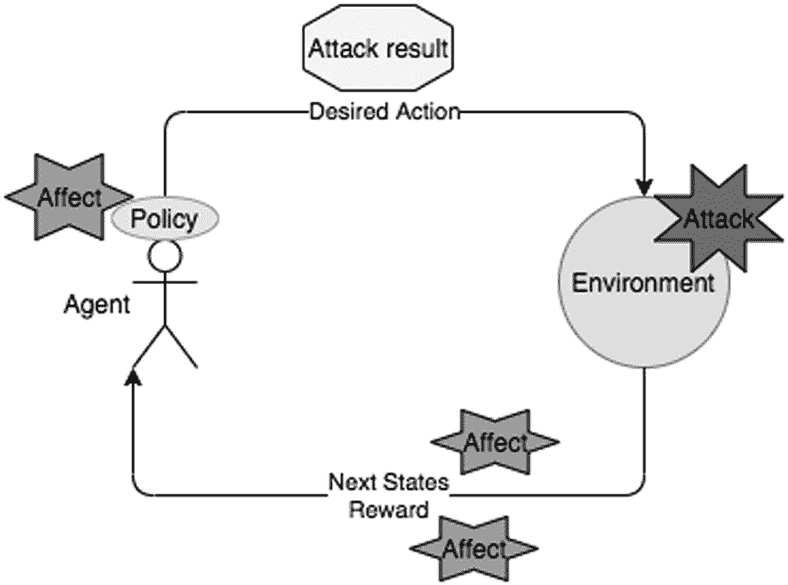 Attack result
Desired Action
Affect
Policy
Attack
Agent
Environment
Affect
Next States
Reward
Affect